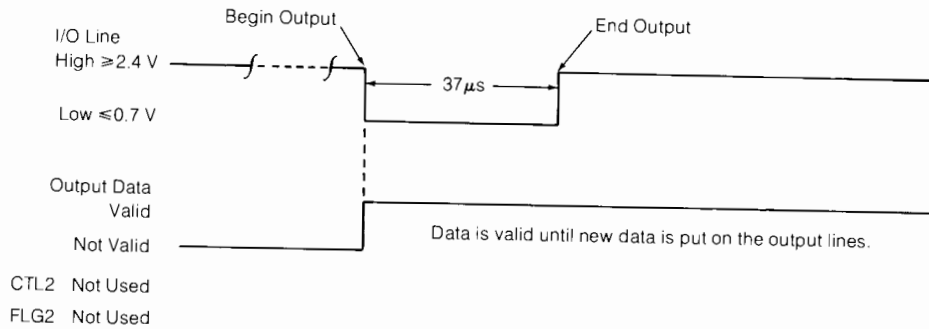 Begin Output
End Output
I/O Line
High ≥2.4 V
37μs
Low ≤0.7 V
Output Data
Valid
Not Valid
Data is valid until new data is put on the output lines.
CTL2 Not Used
FLG2 Not Used